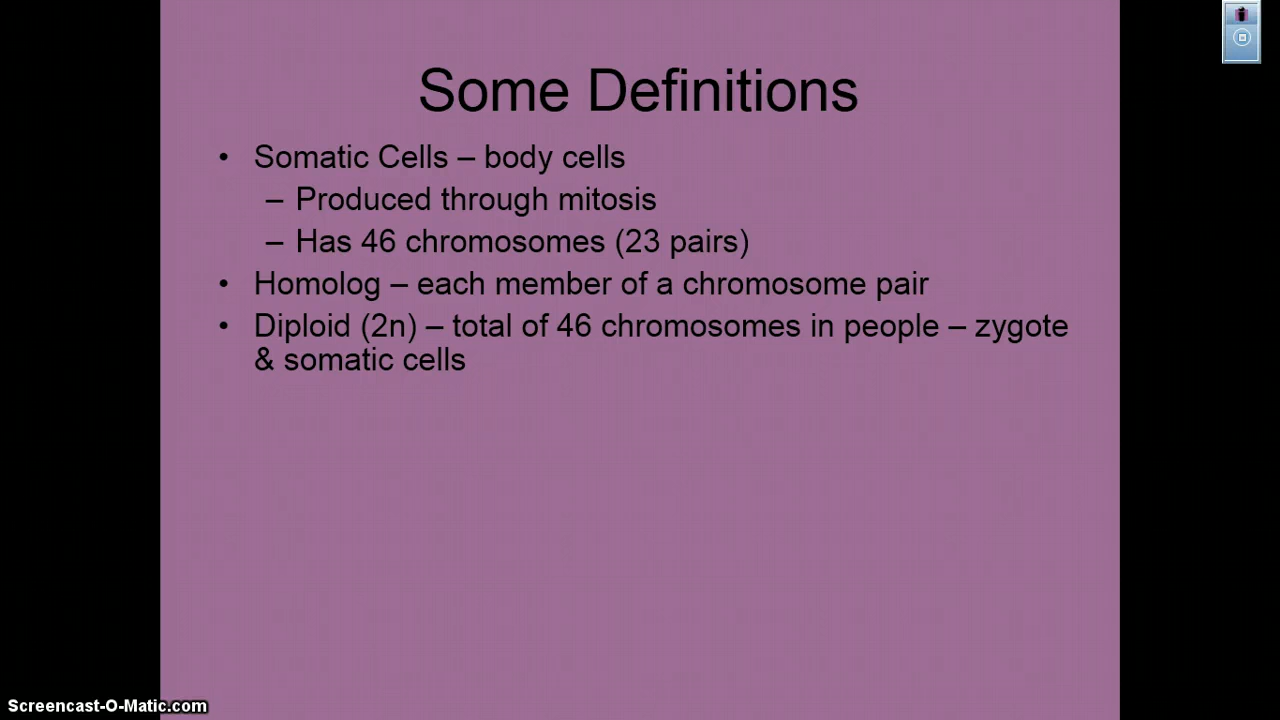 Some Definitions
• Somatic Cells – body cells
– Produced through mitosis
– Has 46 chromosomes (23 pairs)
• Homolog – each member of a chromosome pair
• Diploid (2n) – total of 46 chromosomes in people – zygote
& somatic cells
Screencast-O-Matic.com